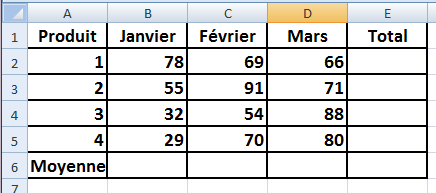 A B C D E
1 Produit Janvier Février Mars Total
2 1 78 69 66
3 2 55 91 71
4 3 32 54 88
5 4 29 70 80
6 Moyenne
7